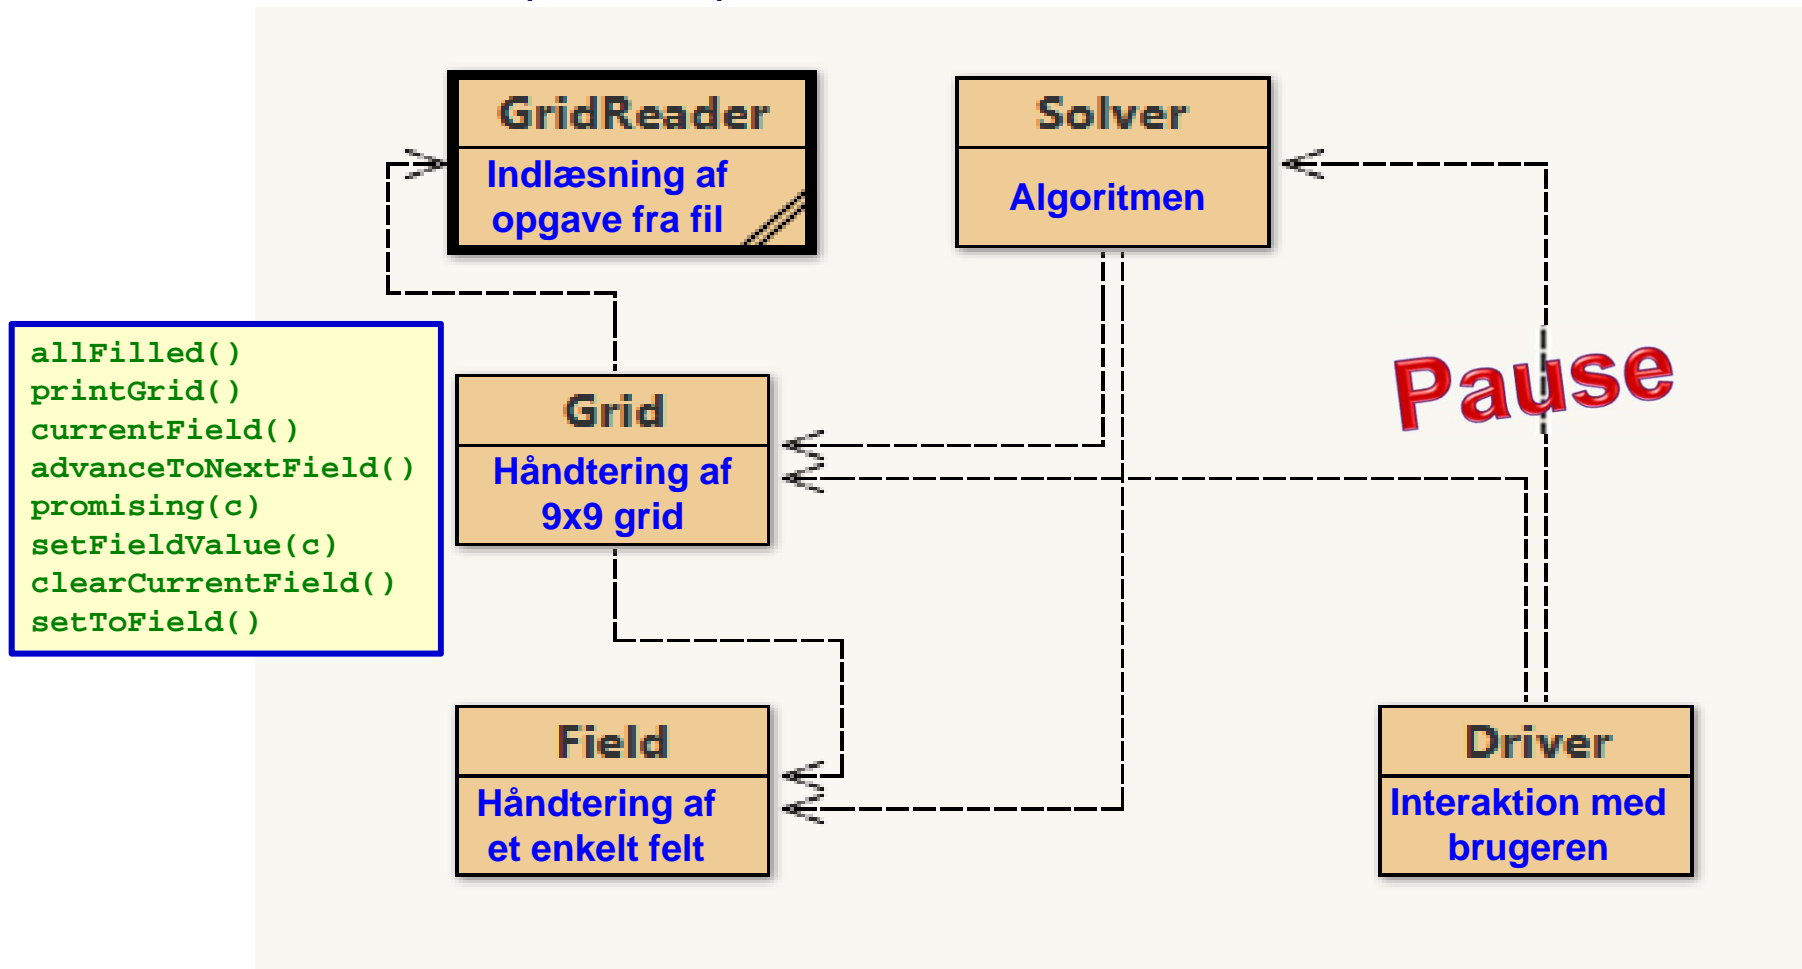 GridReader
Indlæsning af
opgave fra fil
Solver
Algoritmen
allFilled()
printGrid()
currentField()
advanceToNextField()
promising(c)
setFieldValue(c)
clearCurrentField()
setToField()
Grid
Håndtering af
9x9 grid
Pause
Field
Håndtering af
et enkelt felt
Driver
Interaktion med
brugeren